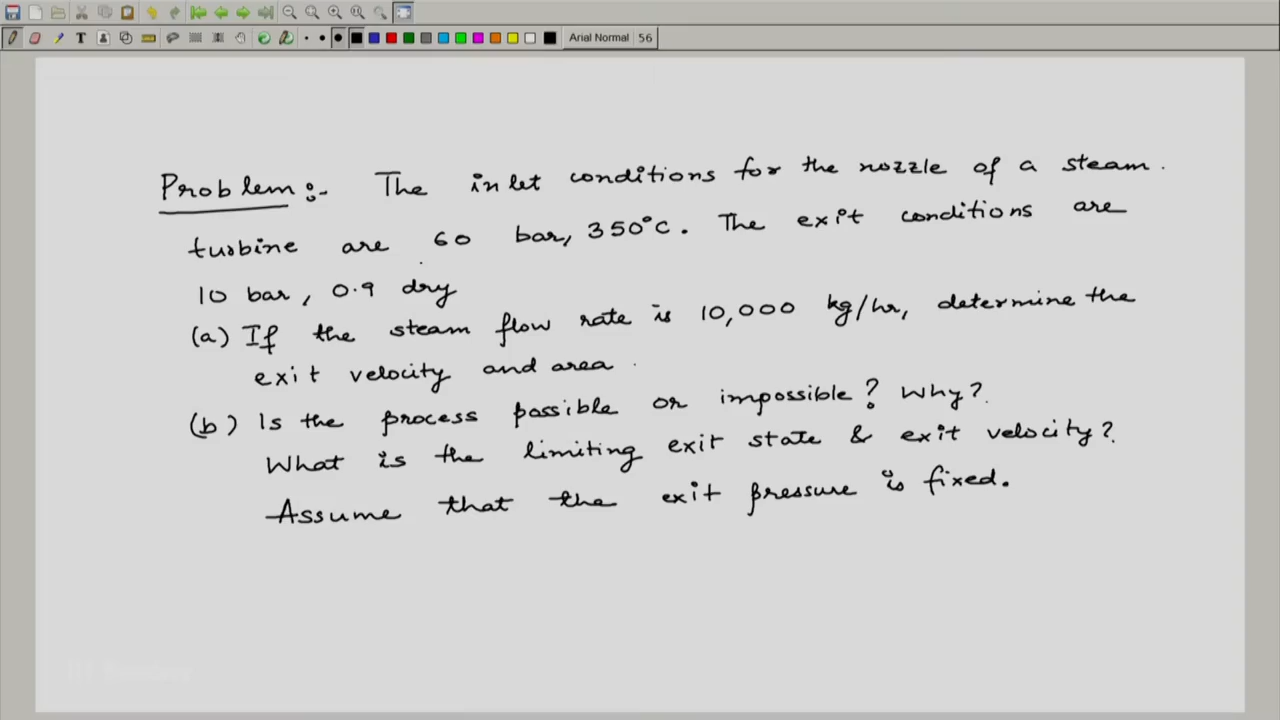 Arial Normal 56
Problem :- The inlet conditions for the nozzle of a steam
turbine are 60 bar, 350°C. The exit conditions are
10 bar, 0.9 dry
(a) If the steam flow rate is 10,000 kg/hr, determine the
exit velocity and area
(b) Is the process possible or impossible? Why?
What is the limiting exit state & exit velocity?
Assume that the exit pressure is fixed.